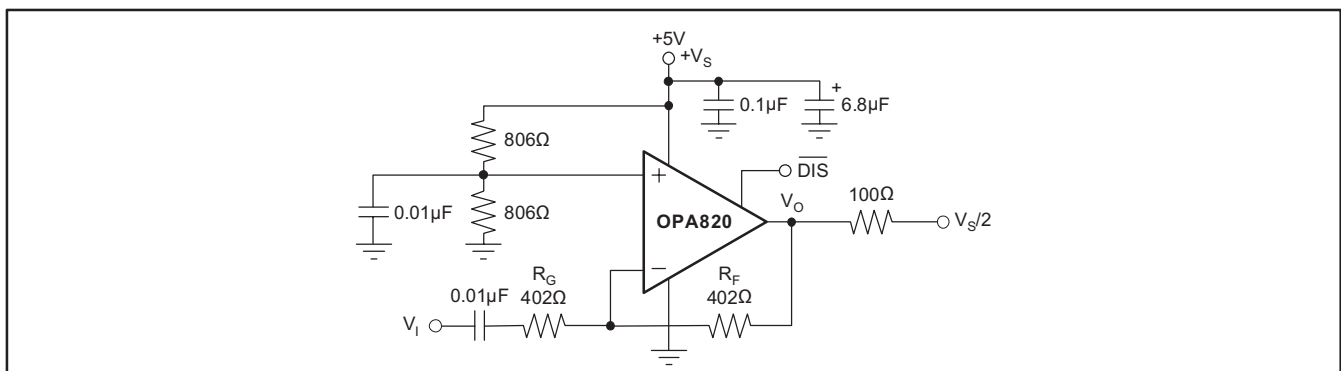 +5V
+V_S
0.1µF
+
6.8µF
806Ω
DIS
+
0.01µF
806Ω
OPA820
V_O
100Ω
V_S/2
−
R_G
R_F
0.01µF
402Ω
402Ω
V_I